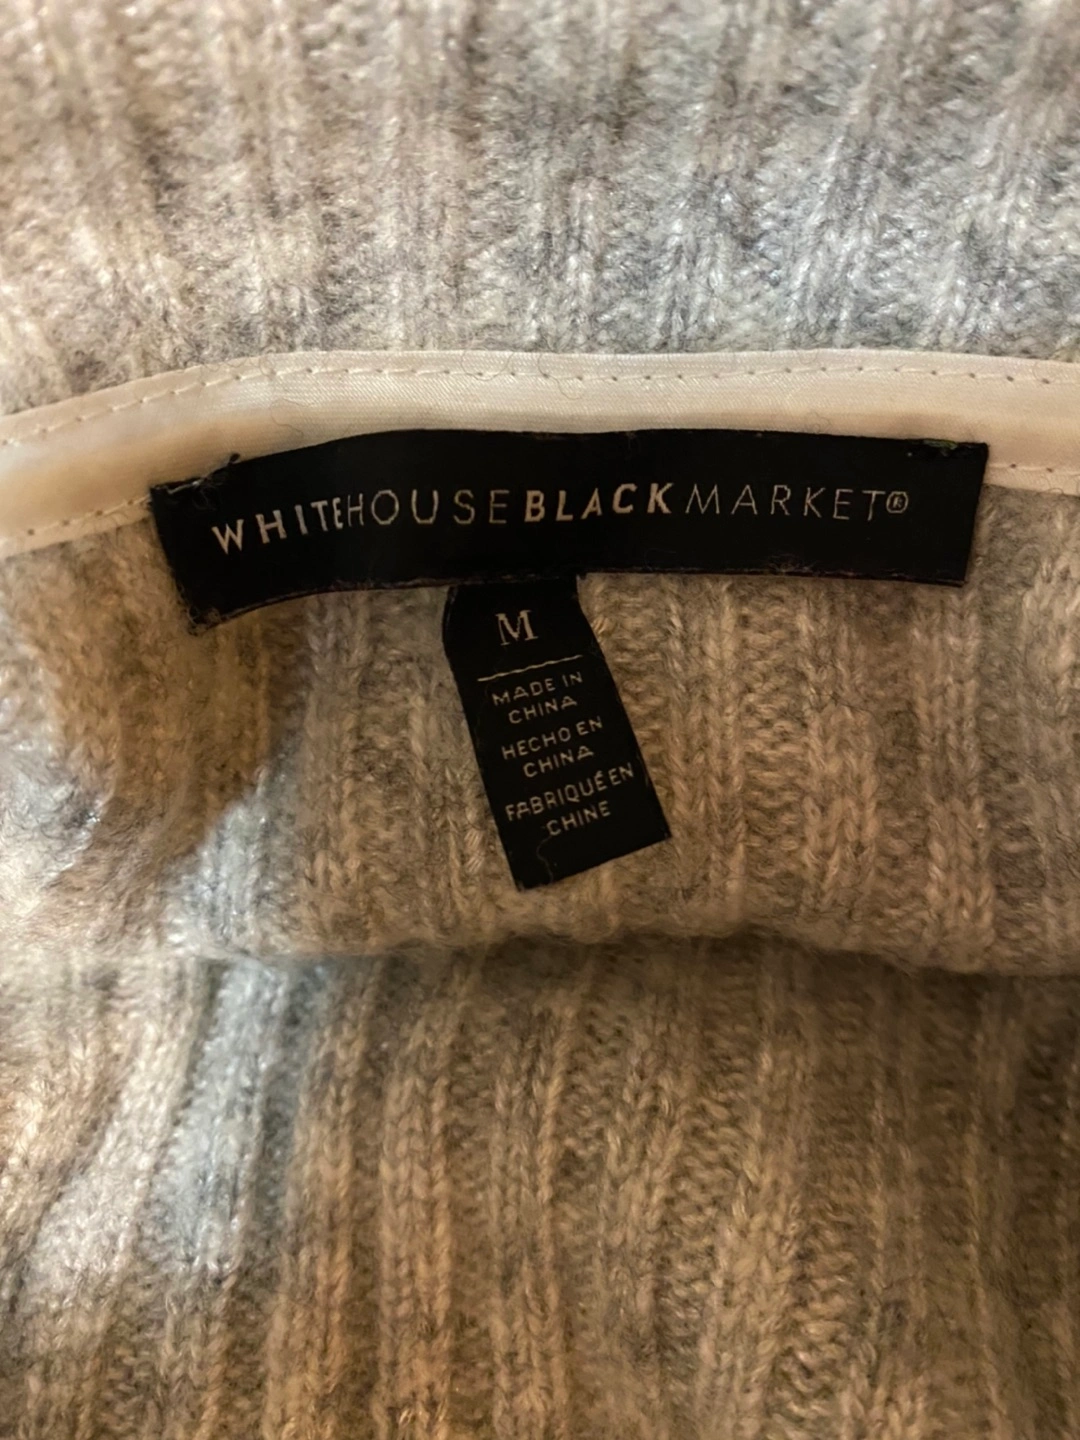 WHITEHOUSEBLACKMARKET®
M
MADE IN
CHINA
HECHO EN
CHINA
FABRIQUÉ EN
CHINE